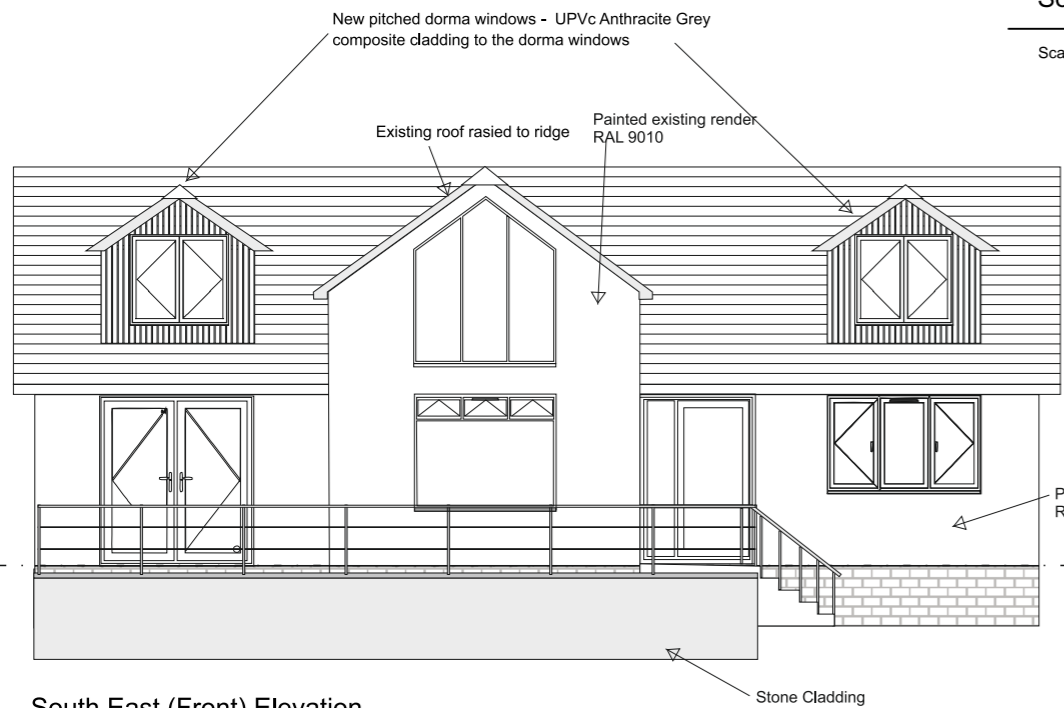 New pitched dorma windows - UPVc Anthracite Grey
composite cladding to the dorma windows
Sca
Existing roof rasied to ridge
Painted existing render
RAL 9010
P
R
Stone Cladding
South East (Front) Elevation